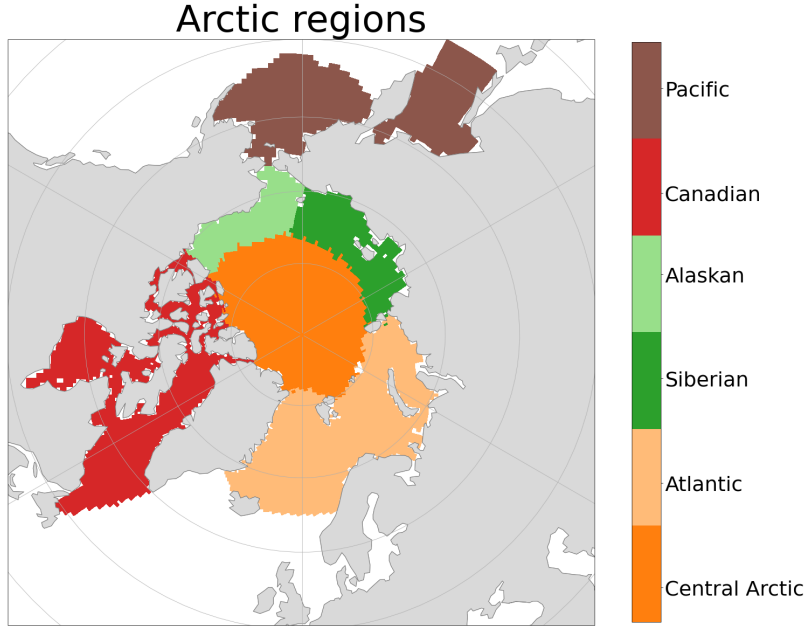 Arctic regions
Pacific
Canadian
Alaskan
Siberian
Atlantic
Central Arctic